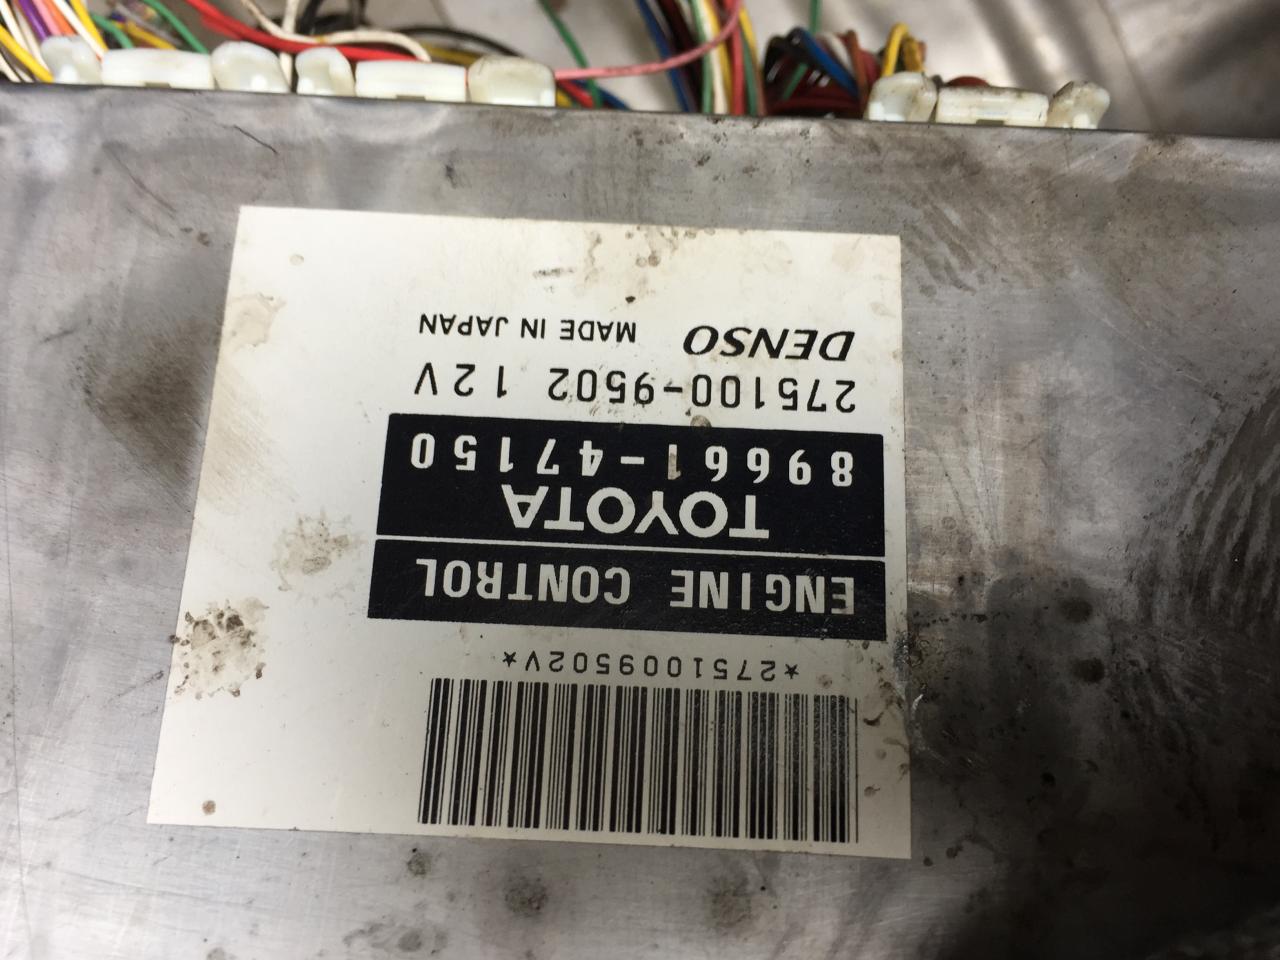 *2751009502V*
ENGINE CONTROL
TOYOTA
89661-47150
275100-9502 12V
DENSO MADE IN JAPAN